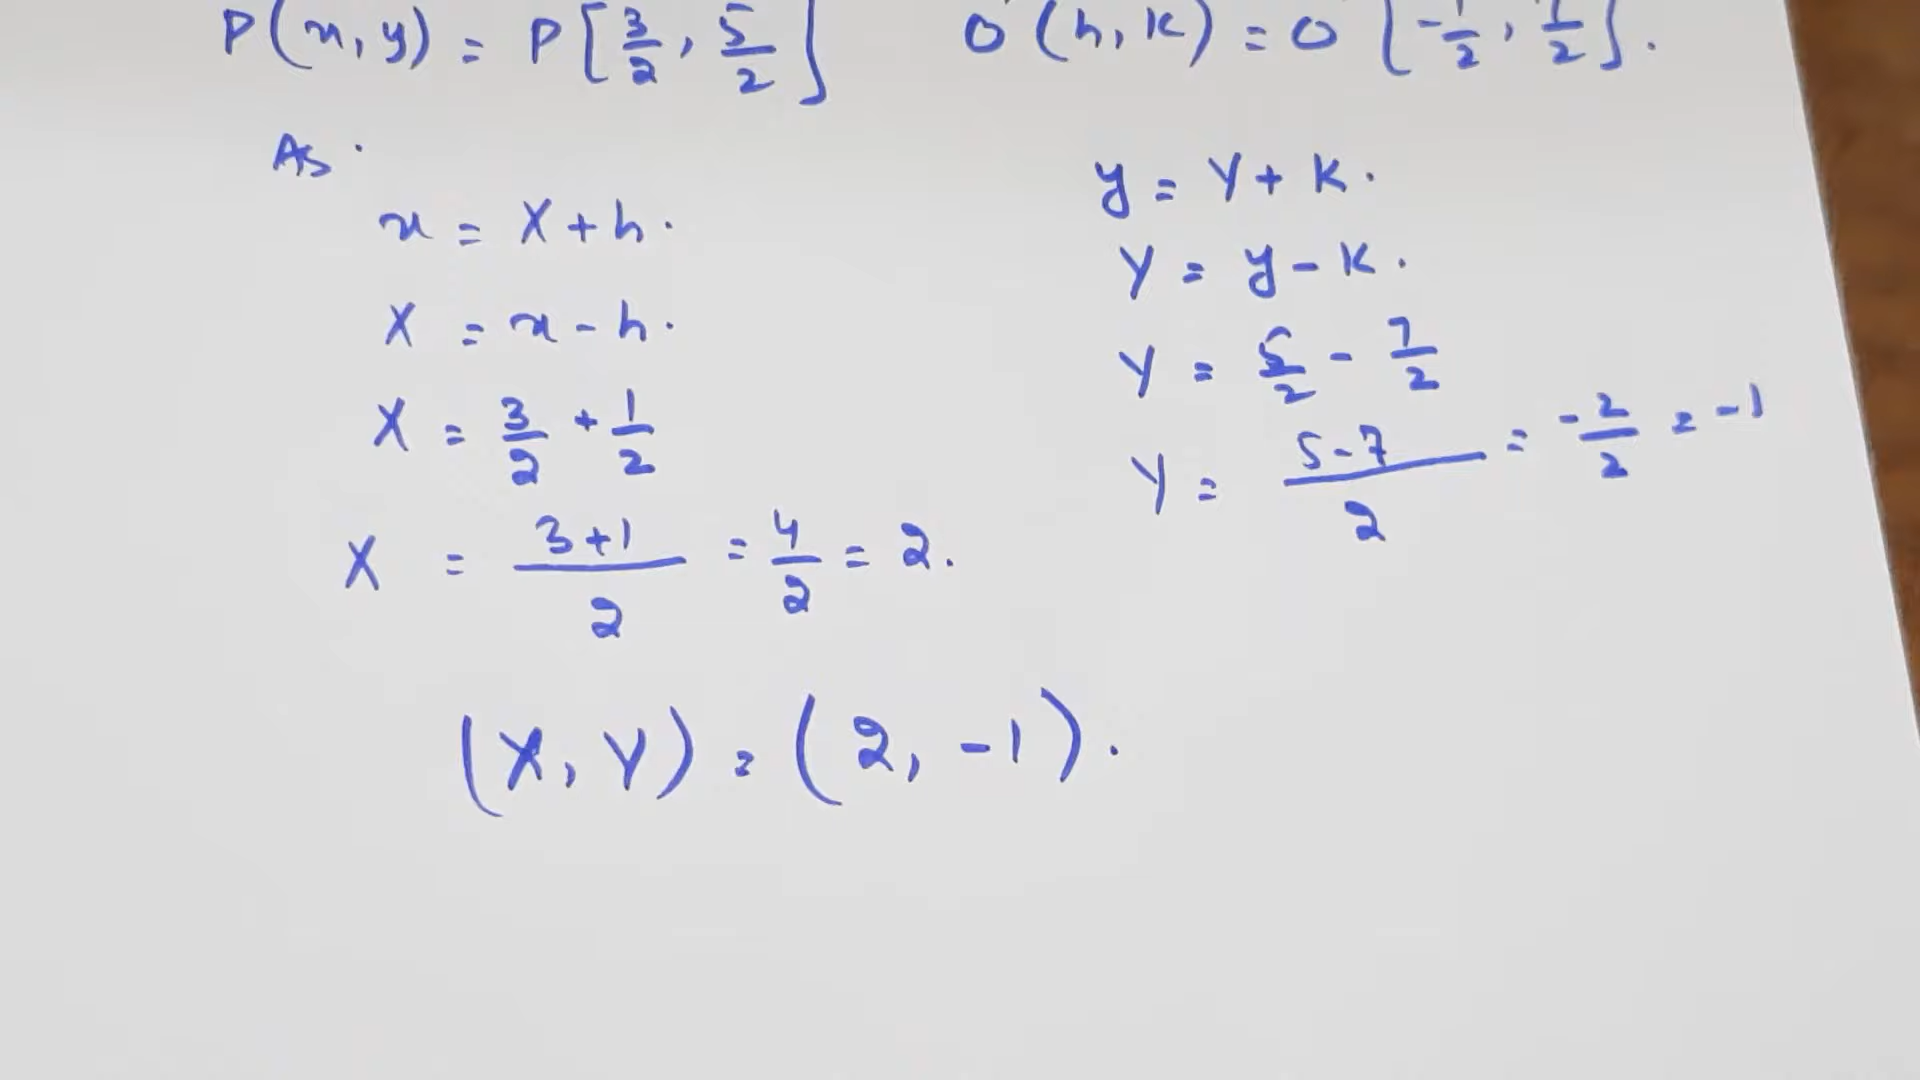 P(x, y) = P[3/2, 5/2]
O'(h, k) = O'[-1/2, 7/2].
As
x = X + h.
X = x - h.
X = 3/2 + 1/2
X = 3+1/2 = 4/2 = 2.
y = Y + k.
Y = y - k.
Y = 5/2 - 7/2
Y = 5-7/2 = -2/2 = -1
(X, Y) = (2, -1).